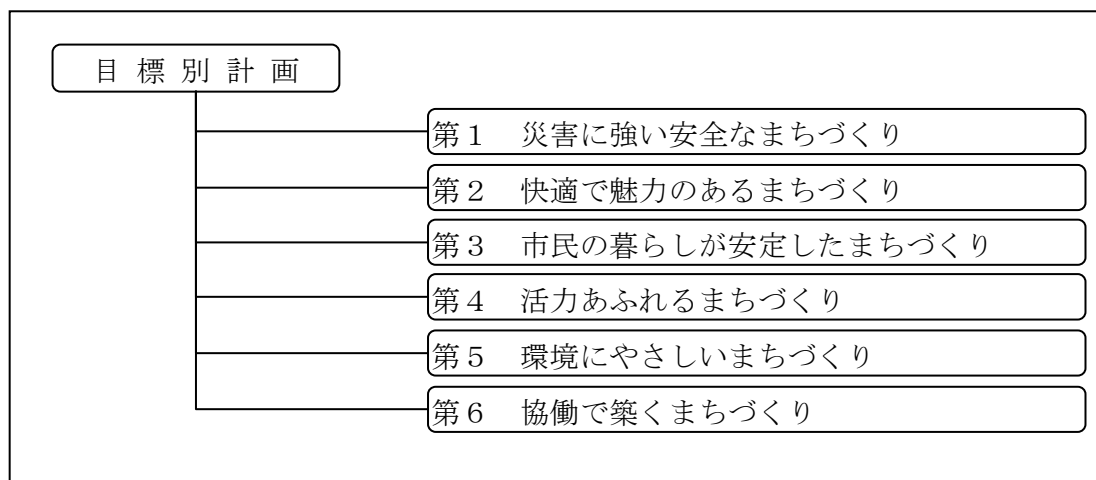 目標別計画
第１　災害に強い安全なまちづくり
第２　快適で魅力のあるまちづくり
第３　市民の暮らしが安定したまちづくり
第４　活力あふれるまちづくり
第５　環境にやさしいまちづくり
第６　協働で築くまちづくり